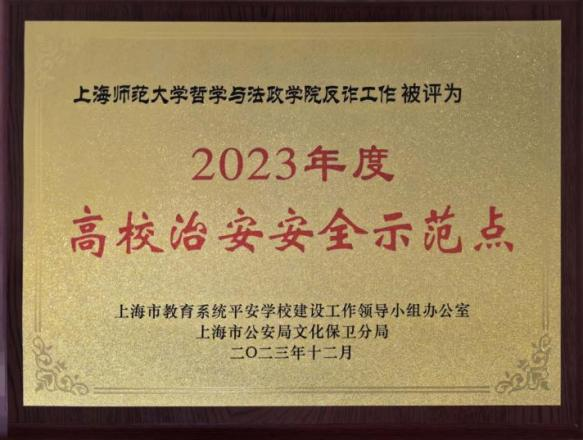 上海师范大学哲学与法政学院反诈工作 被评为
2023年度
高校治安安全示范点
上海市教育系统平安学校建设工作领导小组办公室
上海市公安局文化保卫分局
二〇二三年十二月